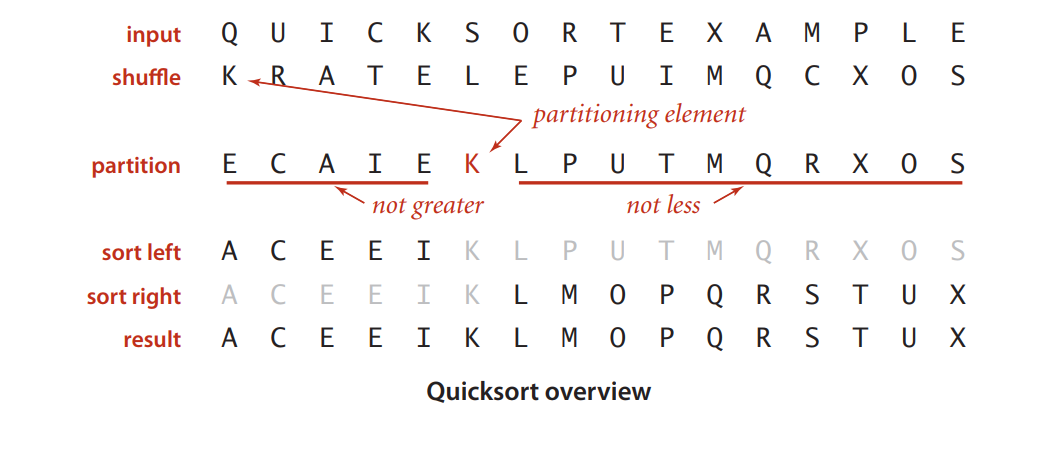 input Q U I C K S O R T E X A M P L E
shuffle K R A T E L E P U I M Q C X O S
partitioning element
partition E C A I E K L P U T M Q R X O S
not greater not less
sort left A C E E I K L P U T M Q R X O S
sort right A C E E I K L M O P Q R S T U X
result A C E E I K L M O P Q R S T U X
Quicksort overview